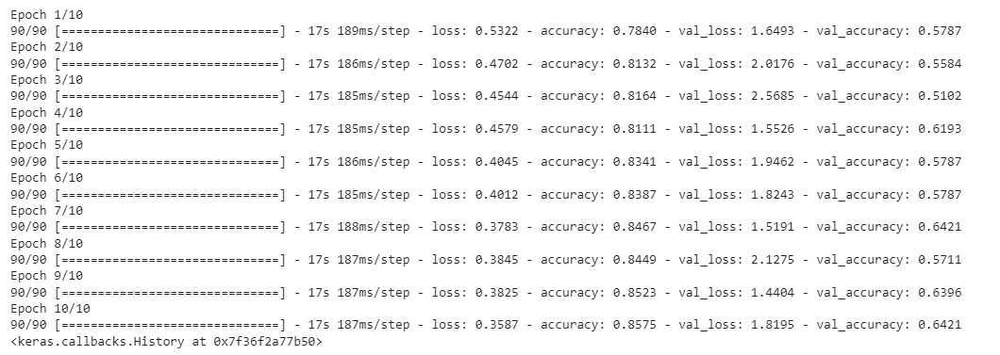 Epoch 1/10
90/90 [==============================] - 17s 189ms/step - loss: 0.5322 - accuracy: 0.7840 - val_loss: 1.6493 - val_accuracy: 0.5787
Epoch 2/10
90/90 [==============================] - 17s 186ms/step - loss: 0.4702 - accuracy: 0.8132 - val_loss: 2.0176 - val_accuracy: 0.5584
Epoch 3/10
90/90 [==============================] - 17s 185ms/step - loss: 0.4544 - accuracy: 0.8164 - val_loss: 2.5685 - val_accuracy: 0.5102
Epoch 4/10
90/90 [==============================] - 17s 185ms/step - loss: 0.4579 - accuracy: 0.8111 - val_loss: 1.5526 - val_accuracy: 0.6193
Epoch 5/10
90/90 [==============================] - 17s 186ms/step - loss: 0.4045 - accuracy: 0.8341 - val_loss: 1.9462 - val_accuracy: 0.5787
Epoch 6/10
90/90 [==============================] - 17s 185ms/step - loss: 0.4012 - accuracy: 0.8387 - val_loss: 1.8243 - val_accuracy: 0.5787
Epoch 7/10
90/90 [==============================] - 17s 188ms/step - loss: 0.3783 - accuracy: 0.8467 - val_loss: 1.5191 - val_accuracy: 0.6421
Epoch 8/10
90/90 [==============================] - 17s 187ms/step - loss: 0.3845 - accuracy: 0.8449 - val_loss: 2.1275 - val_accuracy: 0.5711
Epoch 9/10
90/90 [==============================] - 17s 187ms/step - loss: 0.3825 - accuracy: 0.8523 - val_loss: 1.4404 - val_accuracy: 0.6396
Epoch 10/10
90/90 [==============================] - 17s 187ms/step - loss: 0.3587 - accuracy: 0.8575 - val_loss: 1.8195 - val_accuracy: 0.6421
<keras.callbacks.History at 0x7f36f2a77b50>